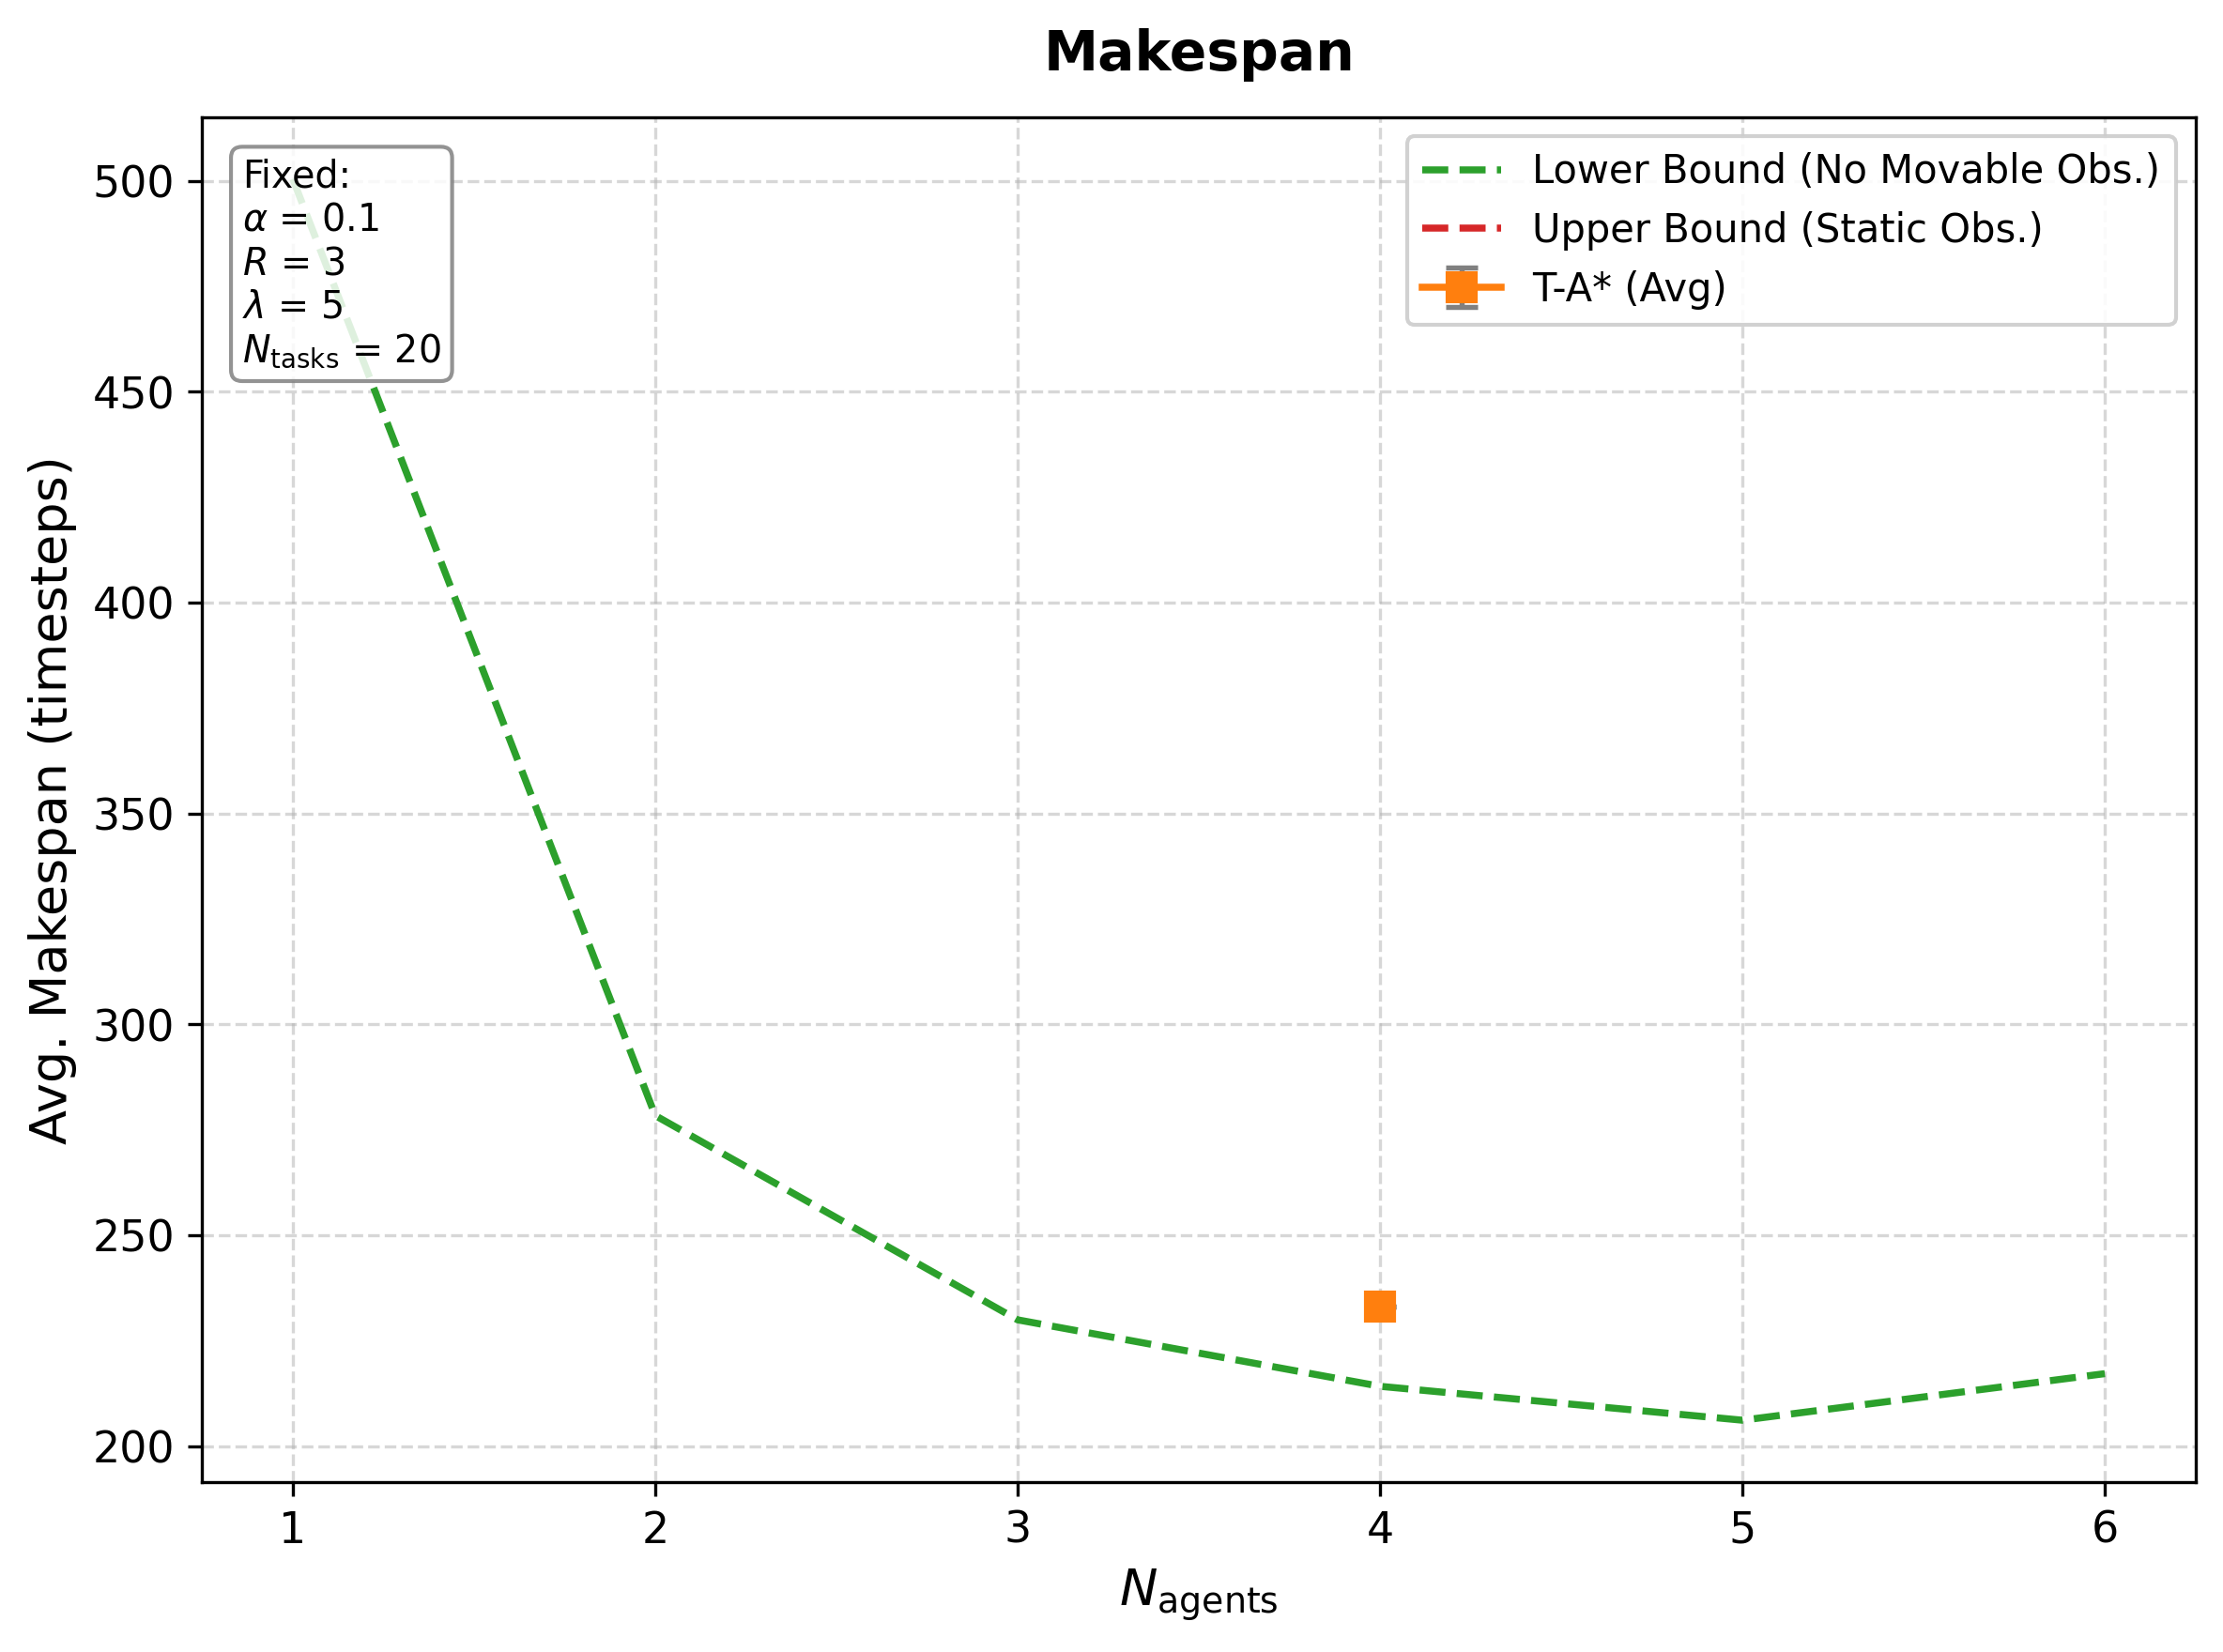 Makespan
Fixed:
α = 0.1
R = 3
λ = 5
N_tasks = 20
Lower Bound (No Movable Obs.)
Upper Bound (Static Obs.)
T-A* (Avg)
Avg. Makespan (timesteps)
500
450
400
350
300
250
200
1 2 3 4 5 6
N_agents